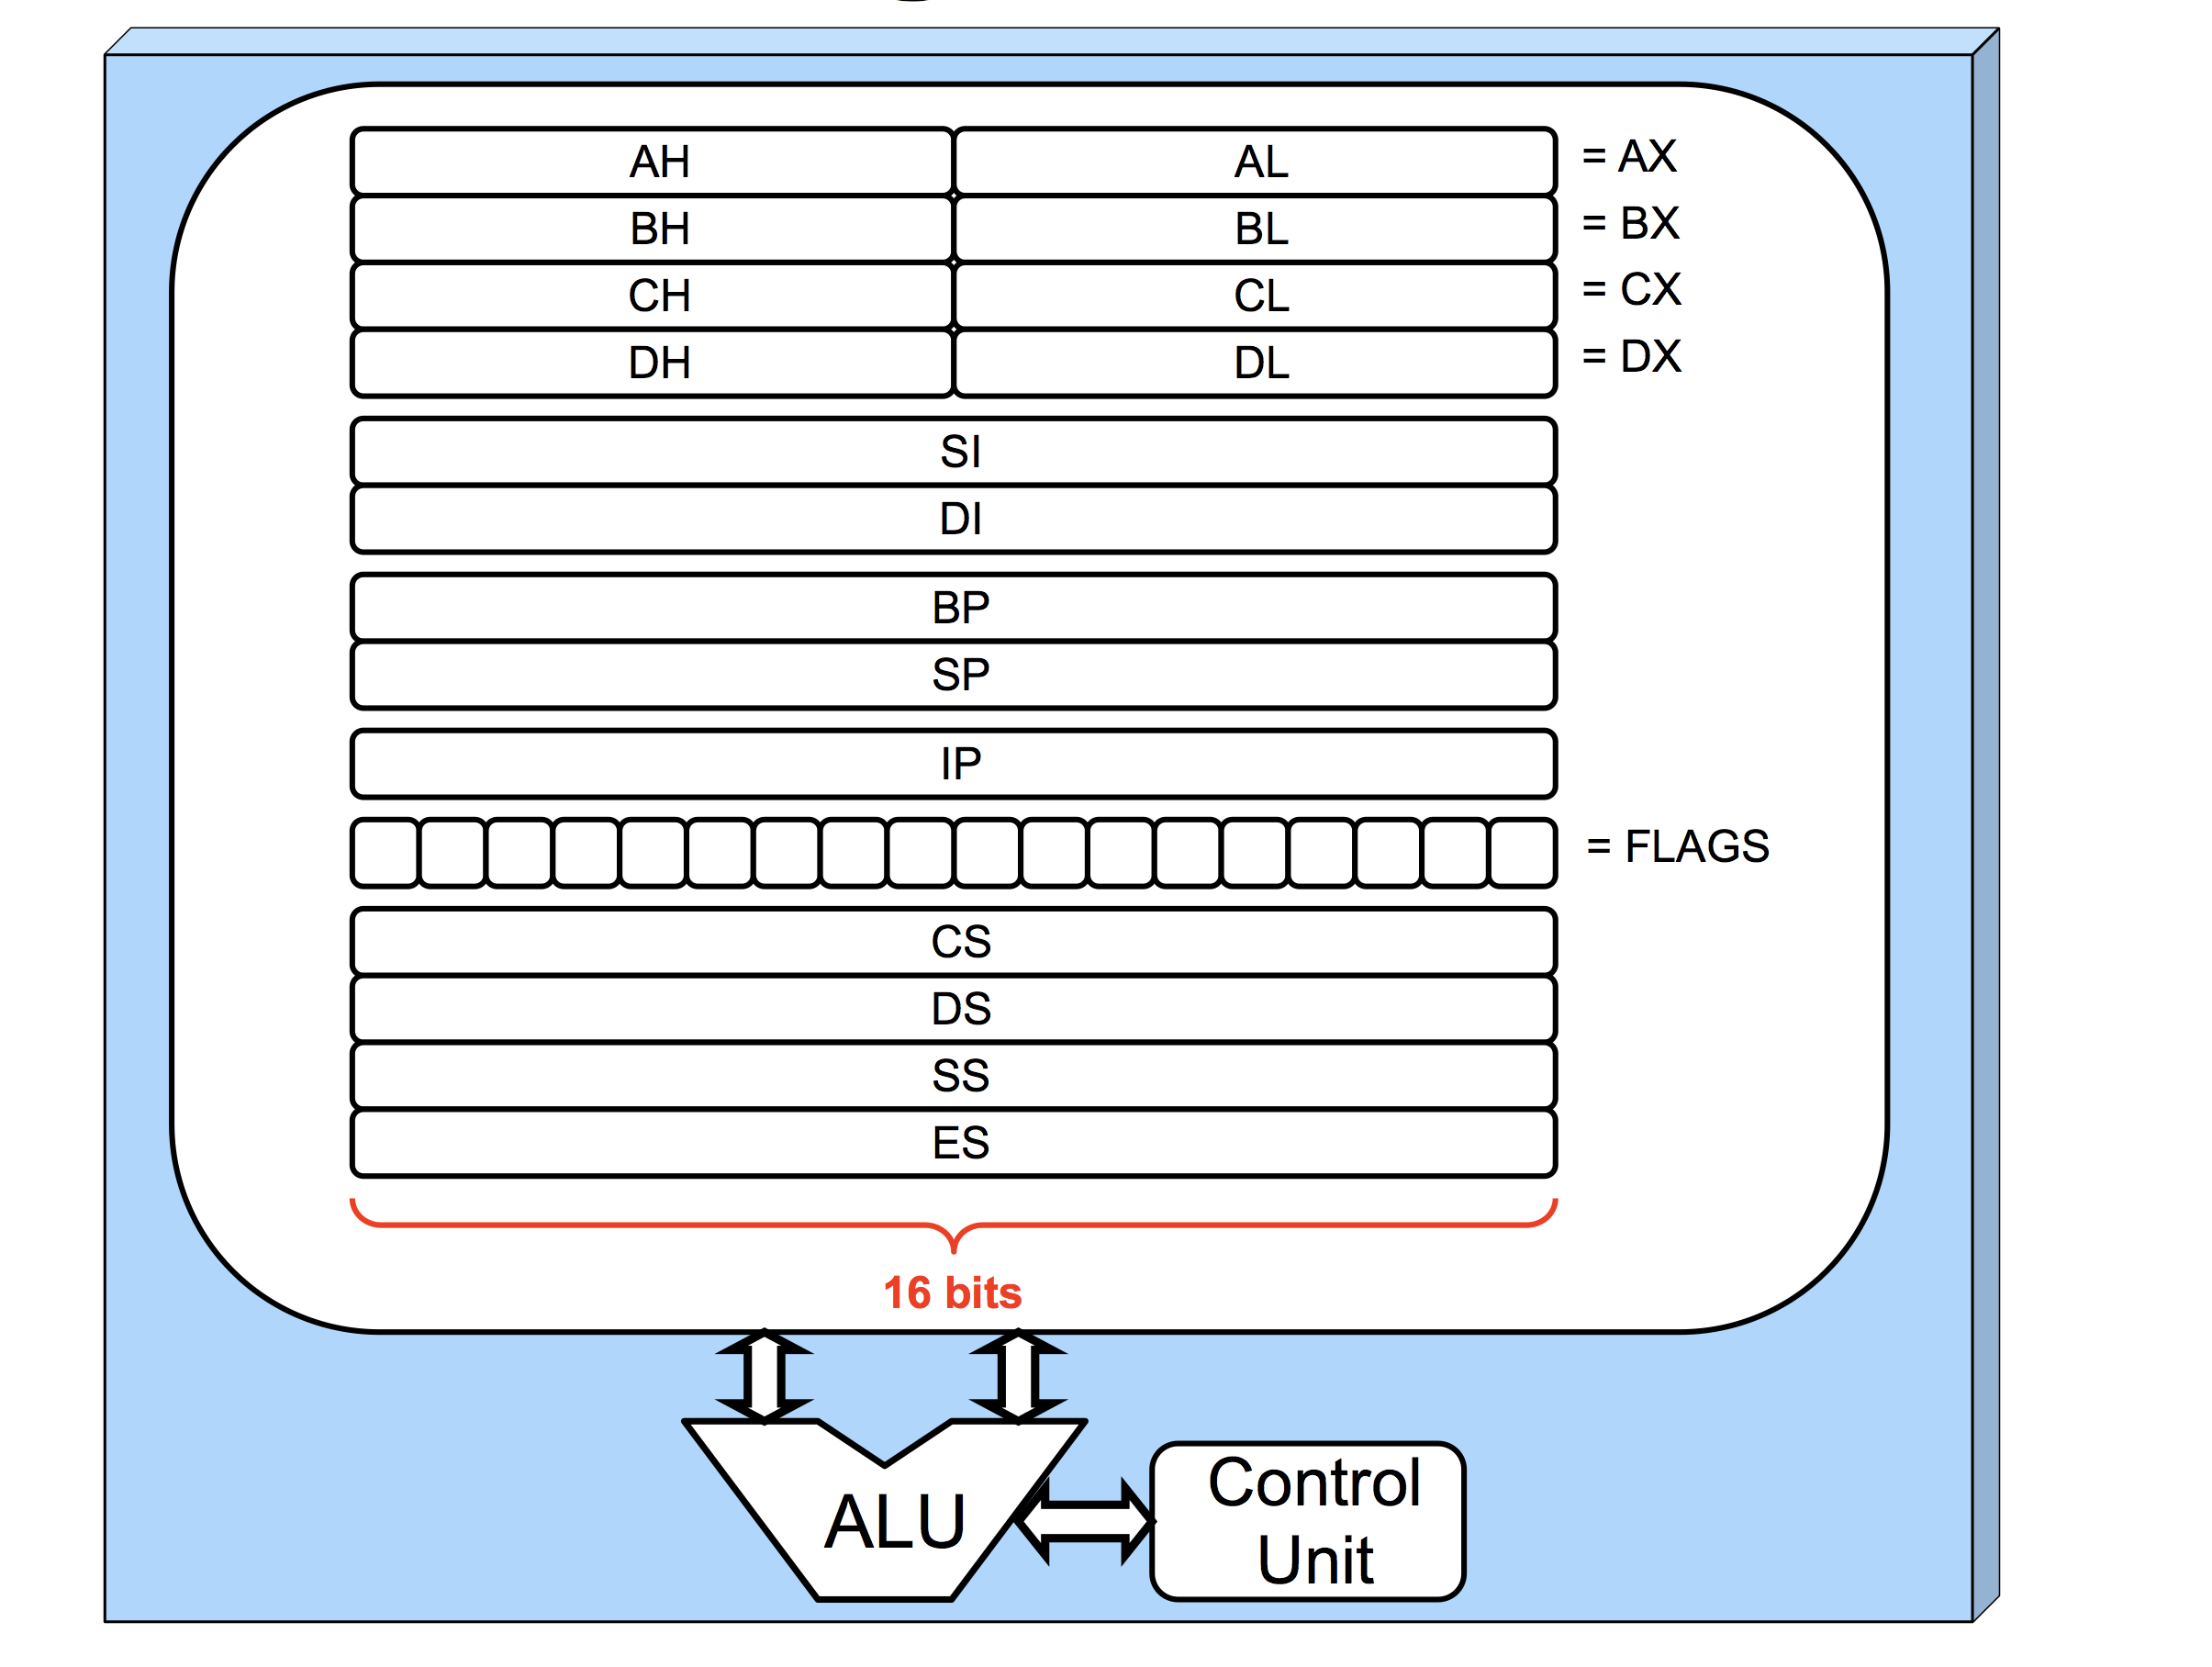 AH AL = AX
BH BL = BX
CH CL = CX
DH DL = DX
SI
DI
BP
SP
IP
= FLAGS
CS
DS
SS
ES
16 bits
ALU
Control
Unit